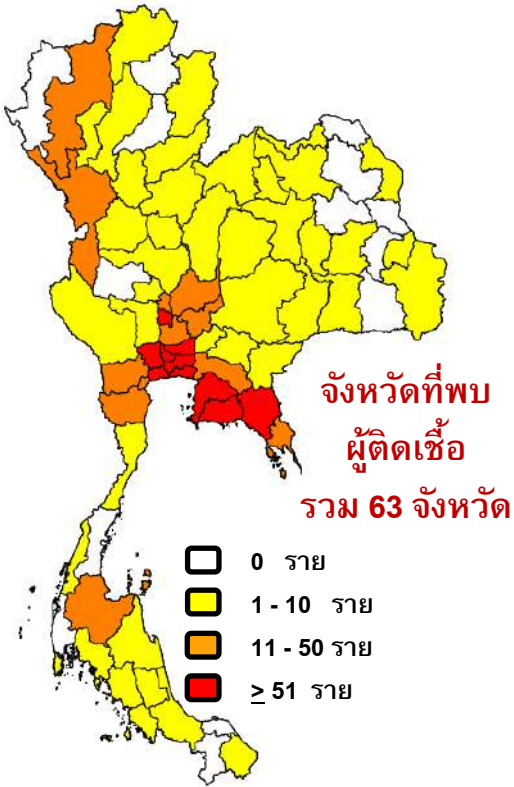 จังหวัดที่พบ
ผู้ติดเชื้อ
รวม 63 จังหวัด
0 ราย
1 - 10 ราย
11 - 50 ราย
≥ 51 ราย